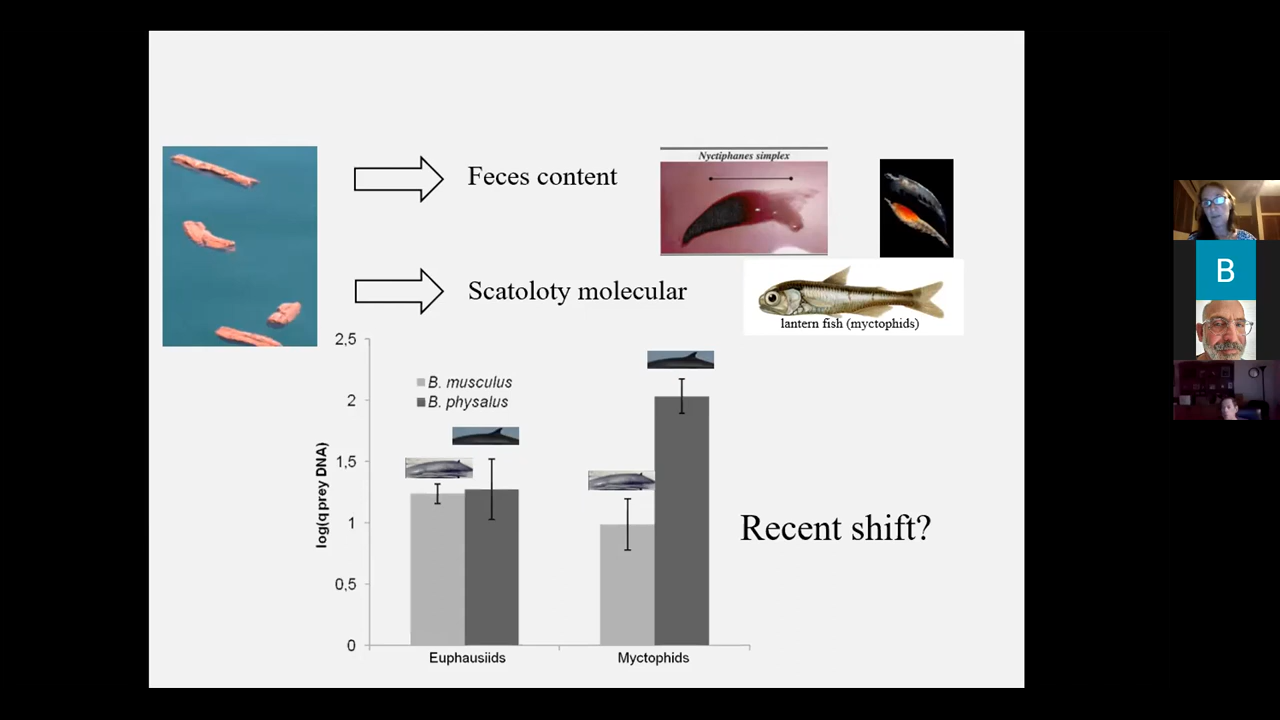 Feces content
Nyctiphanes simplex
Scatoloty molecular
lantern fish (myctophids)
2,5
2
1,5
1
0,5
0
log(qprey DNA)
B. musculus
B. physalus
Euphausiids
Myctophids
Recent shift?
B